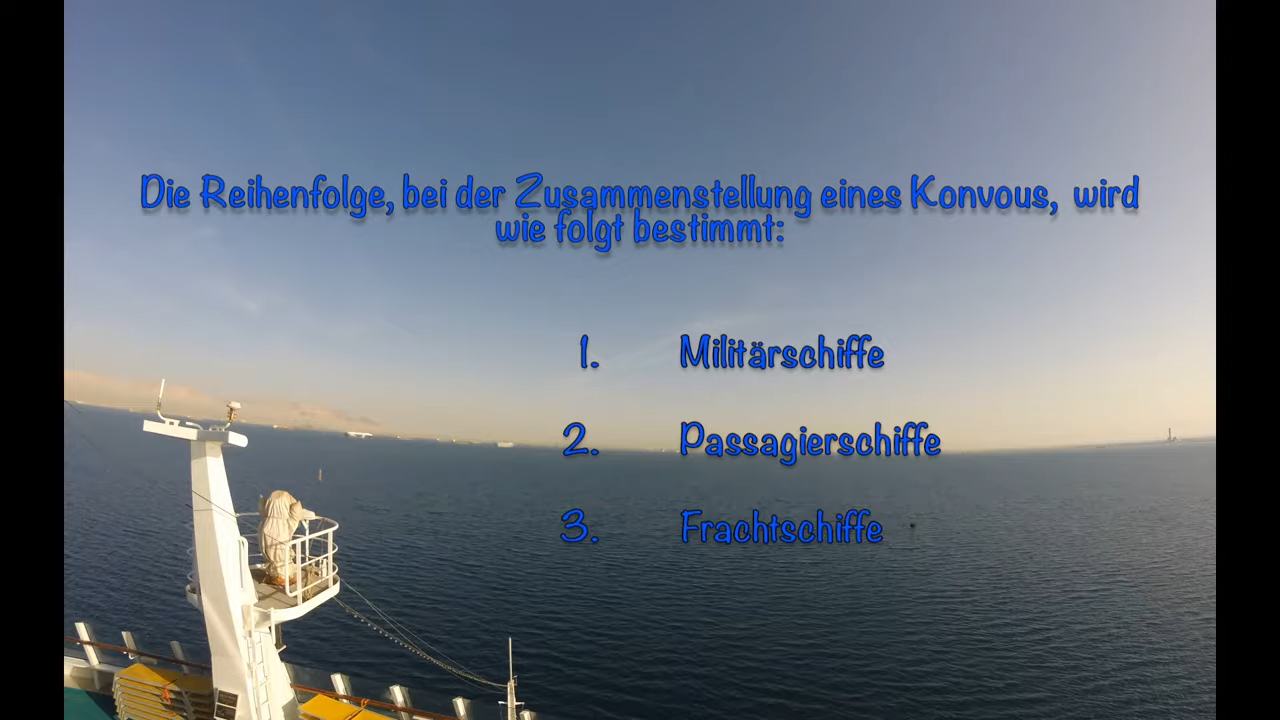 Die Reihenfolge, bei der Zusammenstellung eines Konvous, wird
wie folgt bestimmt:
1. Militärschiffe
2. Passagierschiffe
3. Frachtschiffe